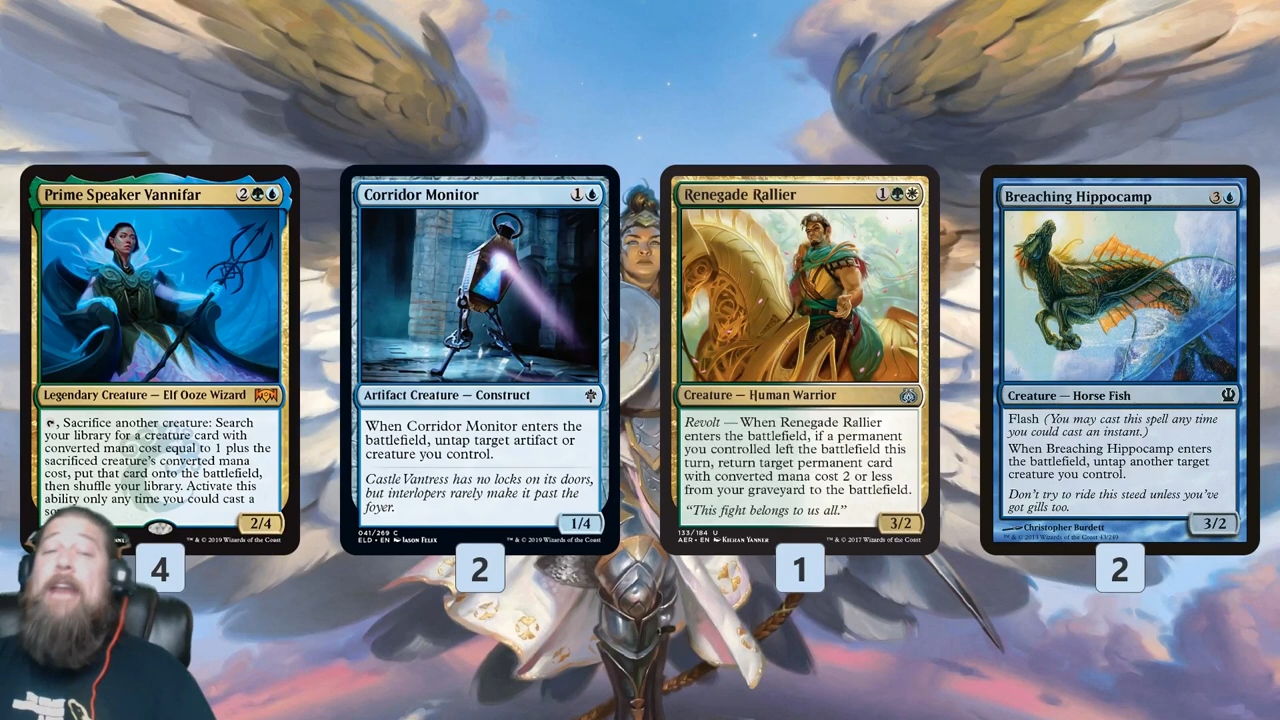 Prime Speaker Vannifar 2
Legendary Creature — Elf Ooze Wizard
, Sacrifice another creature: Search
your library for a creature card with
converted mana cost equal to 1 plus the
sacrificed creature's converted mana
cost, put that card onto the battlefield,
then shuffle your library. Activate this
ability only any time you could cast a
2/4
™ & © 2019 Wizards of the Coast
4
Corridor Monitor 1
Artifact Creature — Construct
When Corridor Monitor enters the
battlefield, untap target artifact or
creature you control.
Castle Vantress has no locks on its doors,
but interlopers rarely make it past the
foyer.
1/4
041/269 C
ELD • EN Jason Felix
™ & © 2019 Wizards of the Coast
2
Renegade Rallier 1
Creature — Human Warrior
Revolt — When Renegade Rallier
enters the battlefield, if a permanent
you controlled left the battlefield this
turn, return target permanent card
with converted mana cost 2 or less
from your graveyard to the battlefield.
"This fight belongs to us all."
3/2
133/184 U
AER • EN Kieran Yanner
™ & © 2017 Wizards of the Coast
1
Breaching Hippocamp 3
Creature — Horse Fish
Flash (You may cast this spell any time
you could cast an instant.)
When Breaching Hippocamp enters
the battlefield, untap another target
creature you control.
Don't try to ride this steed unless you've
got gills too.
Christopher Burdett
™ & © 2013 Wizards of the Coast 43/249
3/2
2